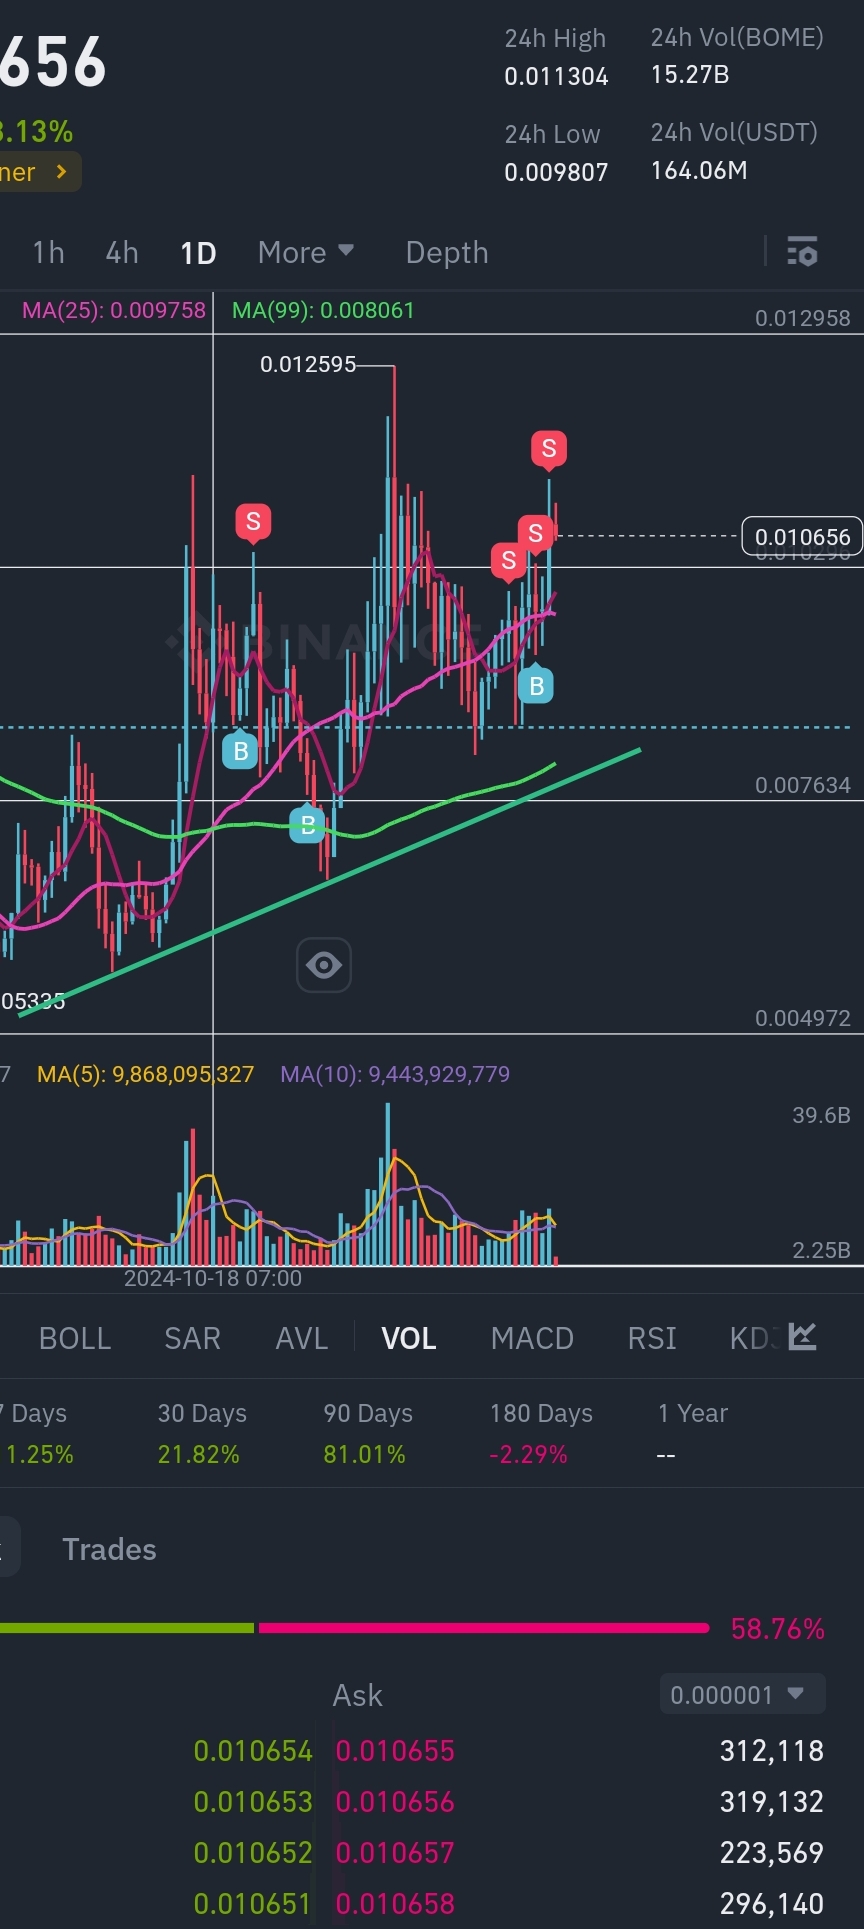 656
24h High
24h Vol(BOME)
0.011304
15.27B
3.13%
24h Low
24h Vol(USDT)
ner >
0.009807
164.06M
1h 4h 1D More Depth
MA(25): 0.009758 MA(99): 0.008061
0.012958
0.012595
S
S
S
S
0.010656
0.010296
BINANCE
B
B
B
0.007634
05335
0.004972
7 MA(5): 9,868,095,327 MA(10): 9,443,929,779
39.6B
2.25B
2024-10-18 07:00
BOLL SAR AVL VOL MACD RSI KDJ
7 Days 30 Days 90 Days 180 Days 1 Year
1.25% 21.82% 81.01% -2.29% --
Trades
58.76%
Ask 0.000001
0.010654 0.010655 312,118
0.010653 0.010656 319,132
0.010652 0.010657 223,569
0.010651 0.010658 296,140